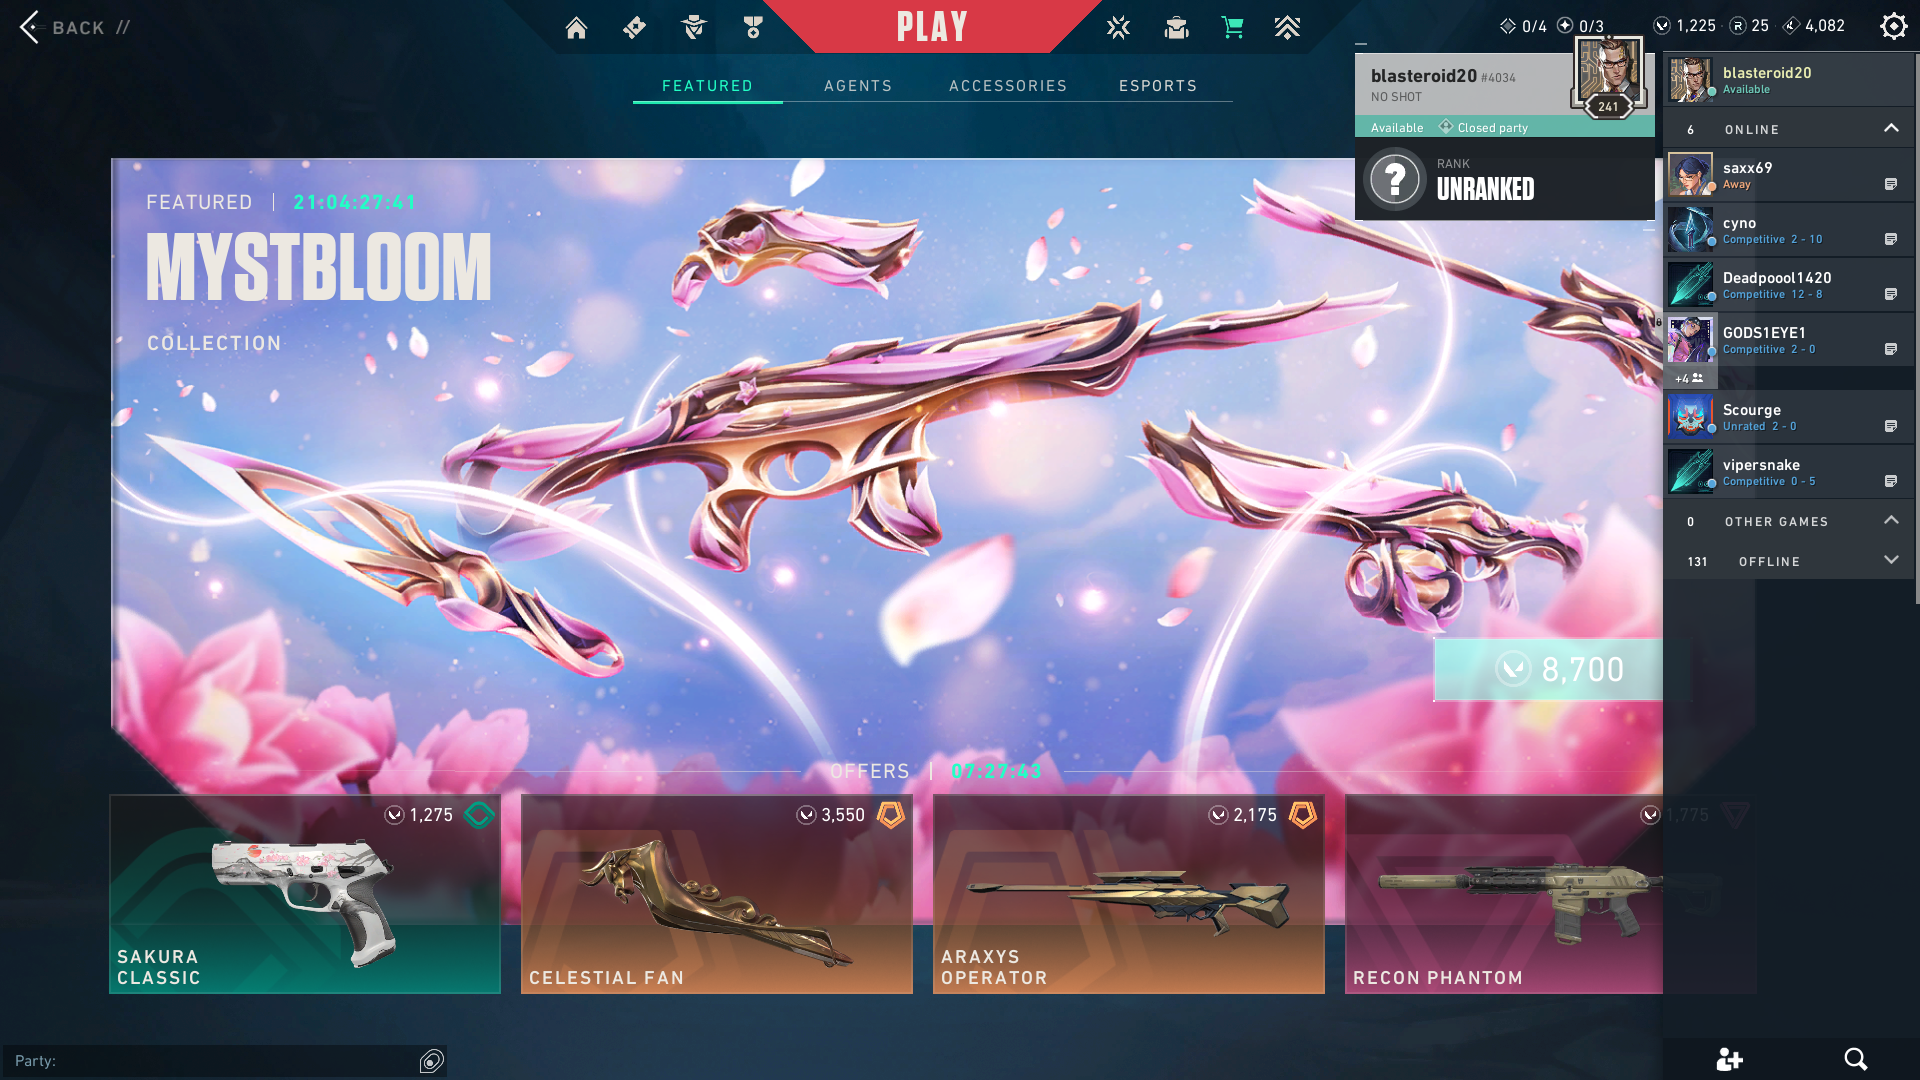 BACK //
PLAY
0/4 0/3 1,225 25 4,082
FEATURED AGENTS ACCESSORIES ESPORTS
blasteroid20 #4034
NO SHOT
241
Available Closed party
RANK
UNRANKED
blasteroid20
Available
6 ONLINE
saxx69
Away
cyno
Competitive 2 - 10
Deadpoool1420
Competitive 12 - 8
GODS1EYE1
Competitive 2 - 0
+4
Scourge
Unrated 2 - 0
vipersnake
Competitive 0 - 5
0 OTHER GAMES
131 OFFLINE
FEATURED | 21:04:27:41
MYSTBLOOM
COLLECTION
8,700
OFFERS | 07:27:43
1,275
SAKURA
CLASSIC
3,550
CELESTIAL FAN
2,175
ARAXYS
OPERATOR
1,775
RECON PHANTOM
Party: